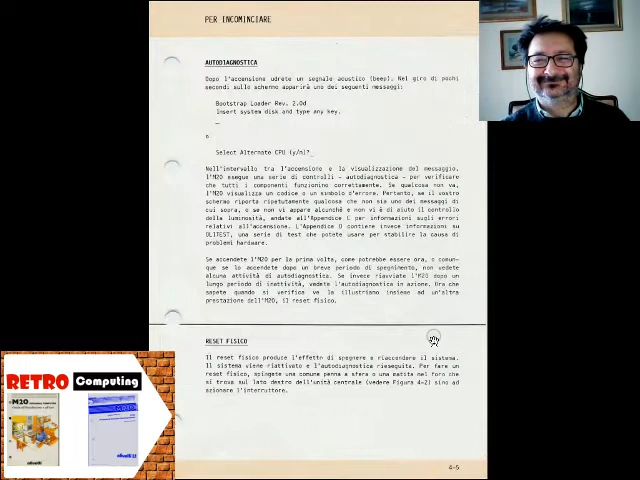 PER INCOMINCIARE
AUTODIAGNOSTICA
Dopo l'accensione udrete un segnale acustico (beep). Nel giro di pochi
secondi sullo schermo apparirà uno dei seguenti messaggi:
Bootstrap Loader Rev. 2.0d
Insert system disk and type any key.
_
o
Select Alternate CPU (y/n)?_
Nell'intervallo tra l'accensione e la visualizzazione del messaggio,
l'M20 esegue una serie di controlli - autodiagnostica - per verificare
che tutti i componenti funzionino correttamente. Se qualcosa non va,
l'M20 visualizza un codice o un simbolo d'errore. Pertanto, se il vostro
schermo riporta ripetutamente qualcosa che non sia uno dei messaggi di
cui sopra, o se non vi appare alcunché e non vi è di aiuto il controllo
della luminosità, andate all'Appendice C per informazioni sugli errori
relativi all'accensione. L'Appendice D contiene invece informazioni su
OLITEST, una serie di test che potete usare per stabilire la causa di
problemi hardware.
Se accendete l'M20 per la prima volta, come potrebbe essere ora, o comun-
que se lo accendete dopo un breve periodo di spegnimento, non vedete
alcuna attività di autodiagnostica. Se invece riavviate l'M20 dopo un
lungo periodo di inattività, vedete l'autodiagnostica in azione. Ora che
sapete quando si verifica ve la illustriamo insieme ad un'altra
prestazione dell'M20, il reset fisico.
RESET FISICO
Il reset fisico produce l'effetto di spegnere e riaccendere il sistema.
Il sistema viene riattivato e l'autodiagnostica rieseguita. Per fare un
reset fisico, spingete una comune penna a sfera o una matita nel foro che
si trova sul lato destro dell'unità centrale (vedere Figura 4-2) sino ad
azionare l'interruttore.
4-5
RETRO Computing
M20
olivetti
olivetti